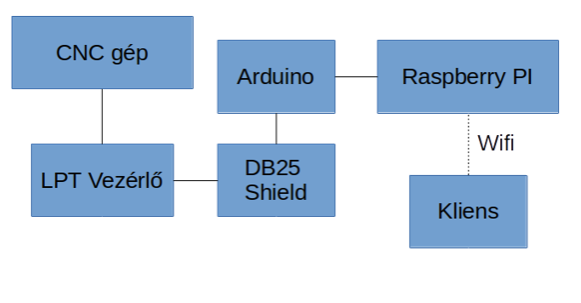 CNC gép
Arduino
Raspberry PI
Wifi
LPT Vezérlő
DB25
Shield
Kliens